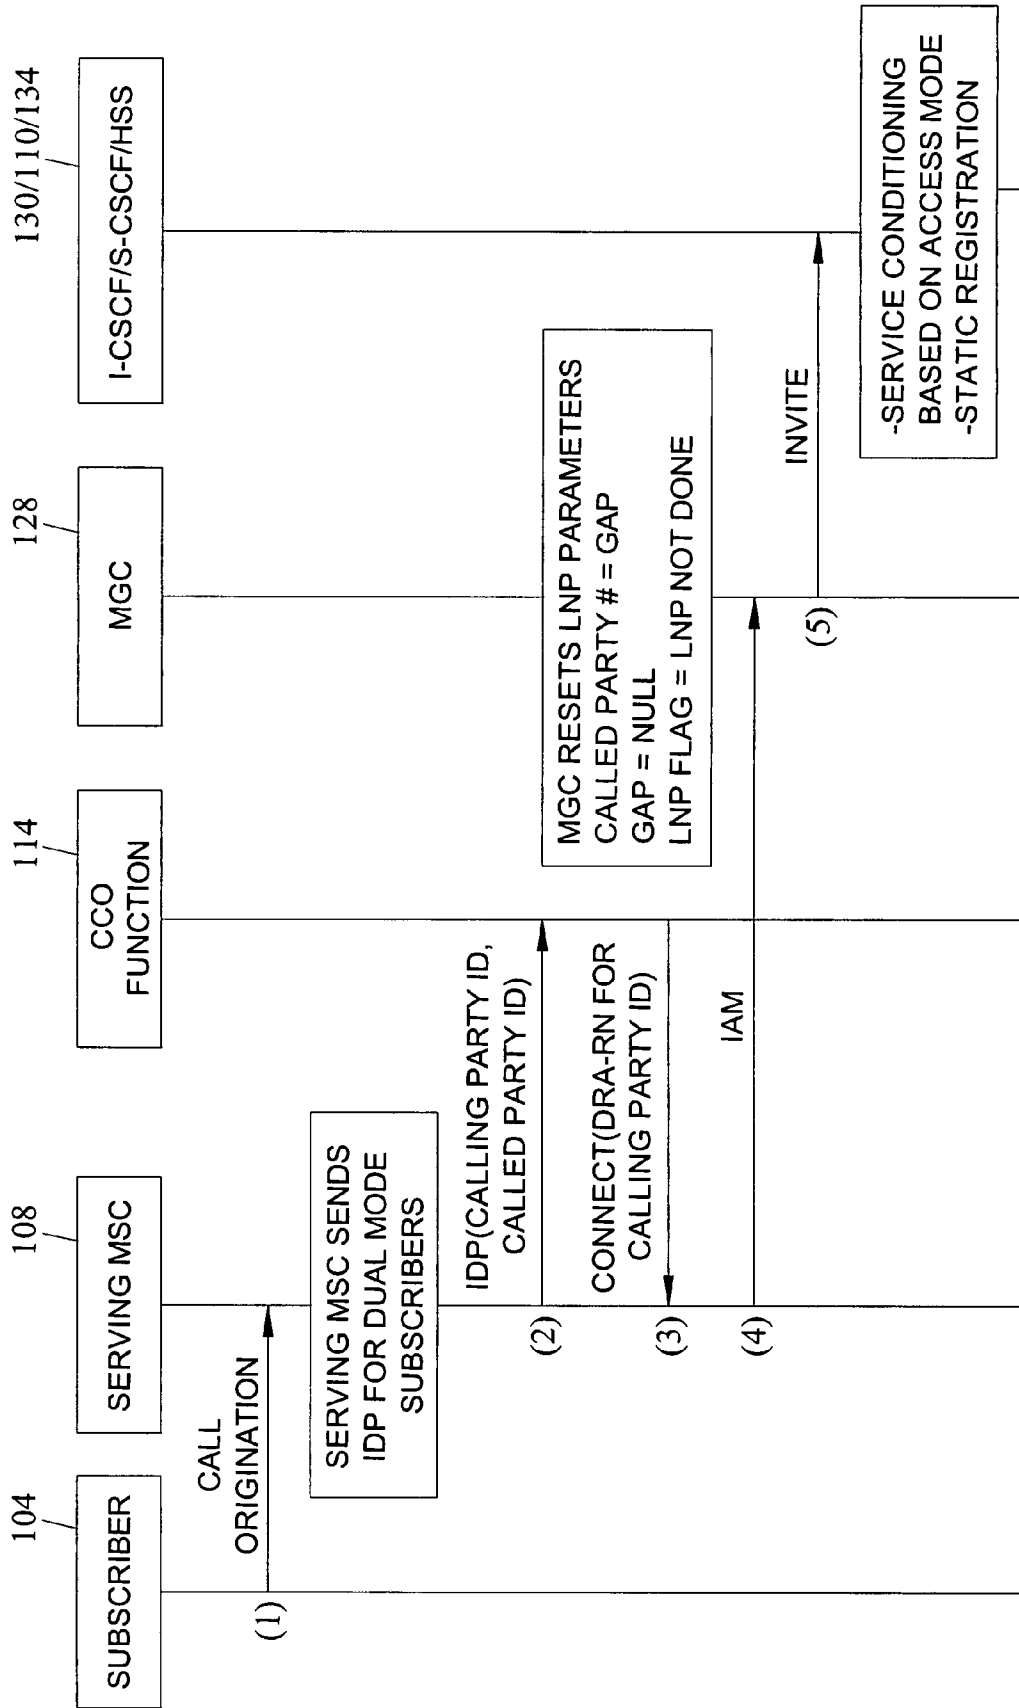 104
SUBSCRIBER
108
SERVING MSC
114
CCO
FUNCTION
128
MGC
130/110/134
I-CSCF/S-CSCF/HSS
CALL
ORIGINATION
(1)
SERVING MSC SENDS
IDP FOR DUAL MODE
SUBSCRIBERS
IDP(CALLING PARTY ID,
CALLED PARTY ID)
(2)
CONNECT(DRA-RN FOR
CALLING PARTY ID)
(3)
MGC RESETS LNP PARAMETERS
CALLED PARTY # = GAP
GAP = NULL
LNP FLAG = LNP NOT DONE
IAM
(4)
INVITE
(5)
-SERVICE CONDITIONING
BASED ON ACCESS MODE
-STATIC REGISTRATION